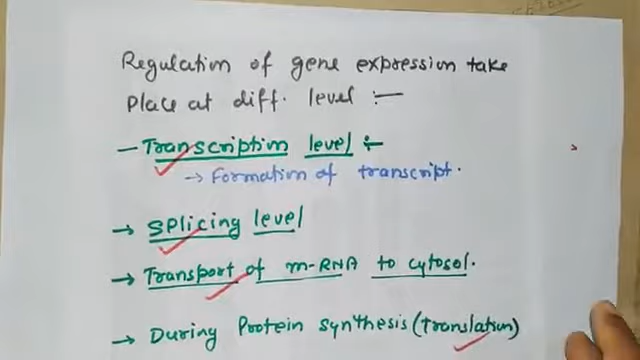 Regulation of gene expression take
Place at diff. level :—
— Transcription level :-
→ Formation of transcript.
→ Splicing level
→ Transport of m-RNA to cytosol.
→ During Protein synthesis (translation)